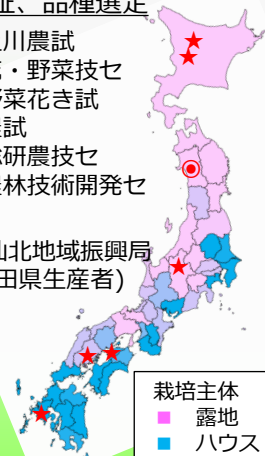 証、品種選定
川農試
・野菜技セ
菜花き試
試
総研農技セ
林技術開発セ
仙北地域振興局
田県生産者)
栽培主体
露地
ハウス